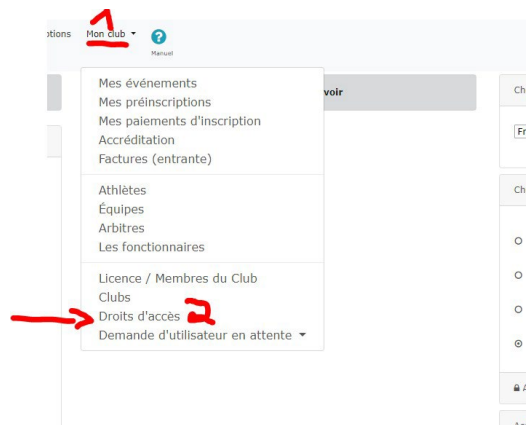 1
Mon club
?
Manuel
voir
Ch
Fr
Mes événements
Mes préinscriptions
Mes paiements d'inscription
Accréditation
Factures (entrante)
Ch
Athlètes
Équipes
Arbitres
Les fonctionnaires
Licence / Membres du Club
Clubs
Droits d'accès 2
Demande d'utilisateur en attente
A